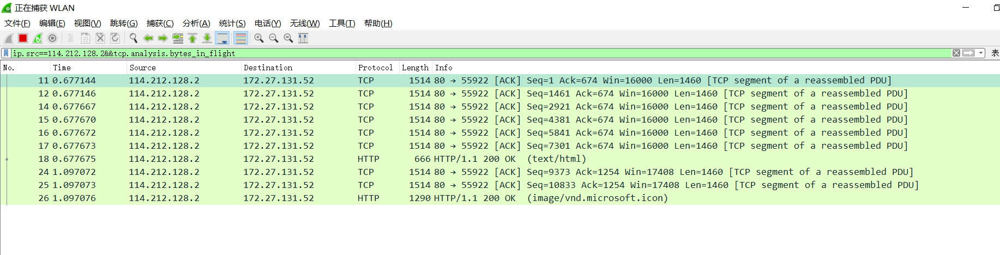 正在捕获 WLAN
文件(F) 编辑(E) 视图(V) 跳转(G) 捕获(C) 分析(A) 统计(S) 电话(Y) 无线(W) 工具(T) 帮助(H)
ip.src==114.212.128.2&&tcp.analysis.bytes_in_flight 表
No. Time Source Destination Protocol Length Info
11 0.677144 114.212.128.2 172.27.131.52 TCP 1514 80 → 55922 [ACK] Seq=1 Ack=674 Win=16000 Len=1460 [TCP segment of a reassembled PDU]
12 0.677146 114.212.128.2 172.27.131.52 TCP 1514 80 → 55922 [ACK] Seq=1461 Ack=674 Win=16000 Len=1460 [TCP segment of a reassembled PDU]
14 0.677667 114.212.128.2 172.27.131.52 TCP 1514 80 → 55922 [ACK] Seq=2921 Ack=674 Win=16000 Len=1460 [TCP segment of a reassembled PDU]
15 0.677670 114.212.128.2 172.27.131.52 TCP 1514 80 → 55922 [ACK] Seq=4381 Ack=674 Win=16000 Len=1460 [TCP segment of a reassembled PDU]
16 0.677672 114.212.128.2 172.27.131.52 TCP 1514 80 → 55922 [ACK] Seq=5841 Ack=674 Win=16000 Len=1460 [TCP segment of a reassembled PDU]
17 0.677673 114.212.128.2 172.27.131.52 TCP 1514 80 → 55922 [ACK] Seq=7301 Ack=674 Win=16000 Len=1460 [TCP segment of a reassembled PDU]
18 0.677675 114.212.128.2 172.27.131.52 HTTP 666 HTTP/1.1 200 OK (text/html)
24 1.097072 114.212.128.2 172.27.131.52 TCP 1514 80 → 55922 [ACK] Seq=9373 Ack=1254 Win=17408 Len=1460 [TCP segment of a reassembled PDU]
25 1.097073 114.212.128.2 172.27.131.52 TCP 1514 80 → 55922 [ACK] Seq=10833 Ack=1254 Win=17408 Len=1460 [TCP segment of a reassembled PDU]
26 1.097076 114.212.128.2 172.27.131.52 HTTP 1290 HTTP/1.1 200 OK (image/vnd.microsoft.icon)